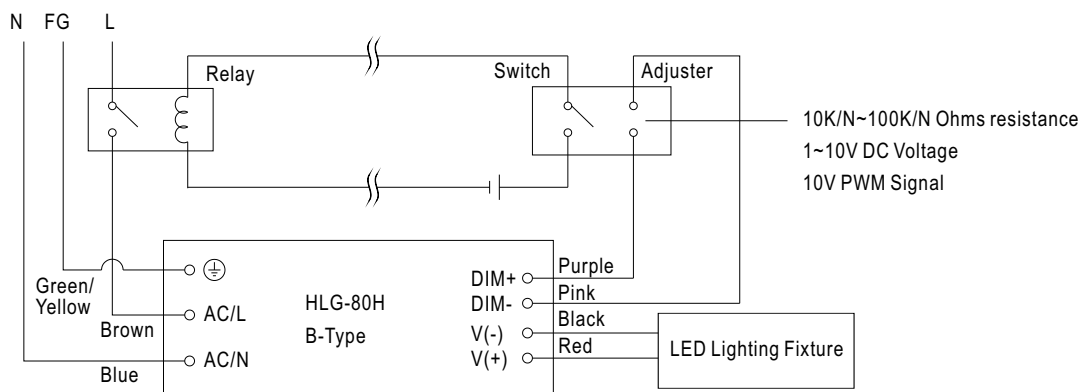 N FG L
Relay
Switch
Adjuster
10K/N~100K/N Ohms resistance
1~10V DC Voltage
10V PWM Signal
Green/
Yellow
Brown
Blue
AC/L
AC/N
HLG-80H
B-Type
DIM+
DIM-
V(-)
V(+)
Purple
Pink
Black
Red
LED Lighting Fixture